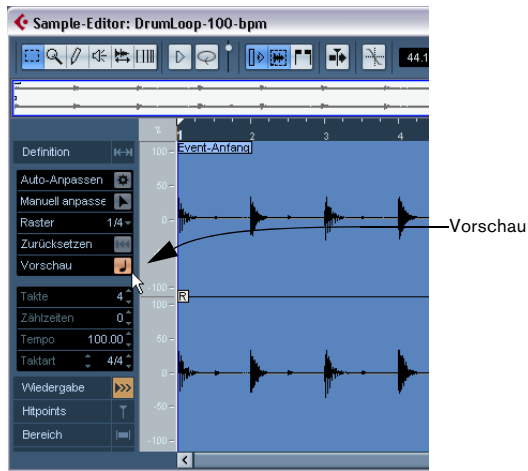 Sample-Editor: DrumLoop-100-bpm
44.1
%
1 2 3 4
Definition
100
Event-Anfang
Auto-Anpassen
50
Manuell anpasse
Raster 1/4
0
Zurücksetzen
Vorschau
Vorschau
-100
Takte 4
R
100
Zählzeiten 0
Tempo 100.00
50
Taktart 4/4
0
Wiedergabe
-50
Hitpoints
Bereich
-100